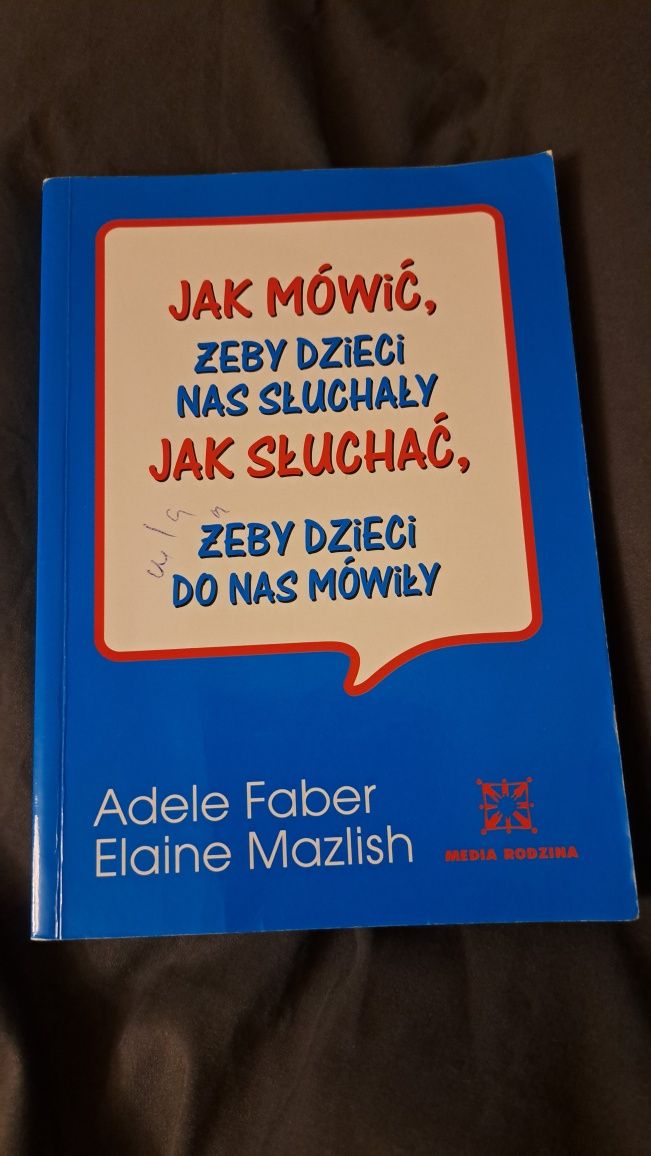 JAK MÓWiĆ,
ŻEBY DZiECi
NAS SŁUCHAŁY
JAK SŁUCHAĆ,
ŻEBY DZiECi
DO NAS MÓWiŁY
Adele Faber
Elaine Mazlish
MEDIA RODZINA